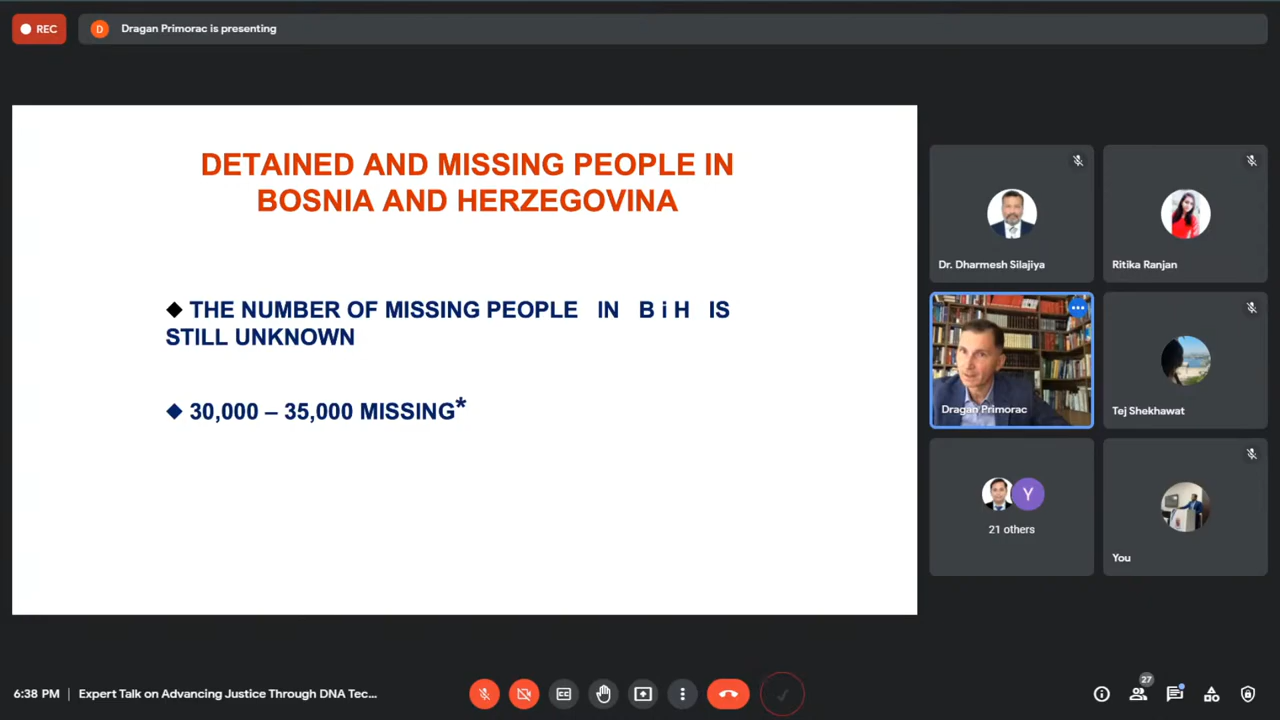 REC
D
Dragan Primorac is presenting
DETAINED AND MISSING PEOPLE IN
BOSNIA AND HERZEGOVINA
◆ THE NUMBER OF MISSING PEOPLE IN B i H IS
STILL UNKNOWN
◆ 30,000 – 35,000 MISSING*
Dr. Dharmesh Silajiya
Ritika Ranjan
Dragan Primorac
Tej Shekhawat
Y
21 others
You
6:38 PM | Expert Talk on Advancing Justice Through DNA Tec...
CC
27